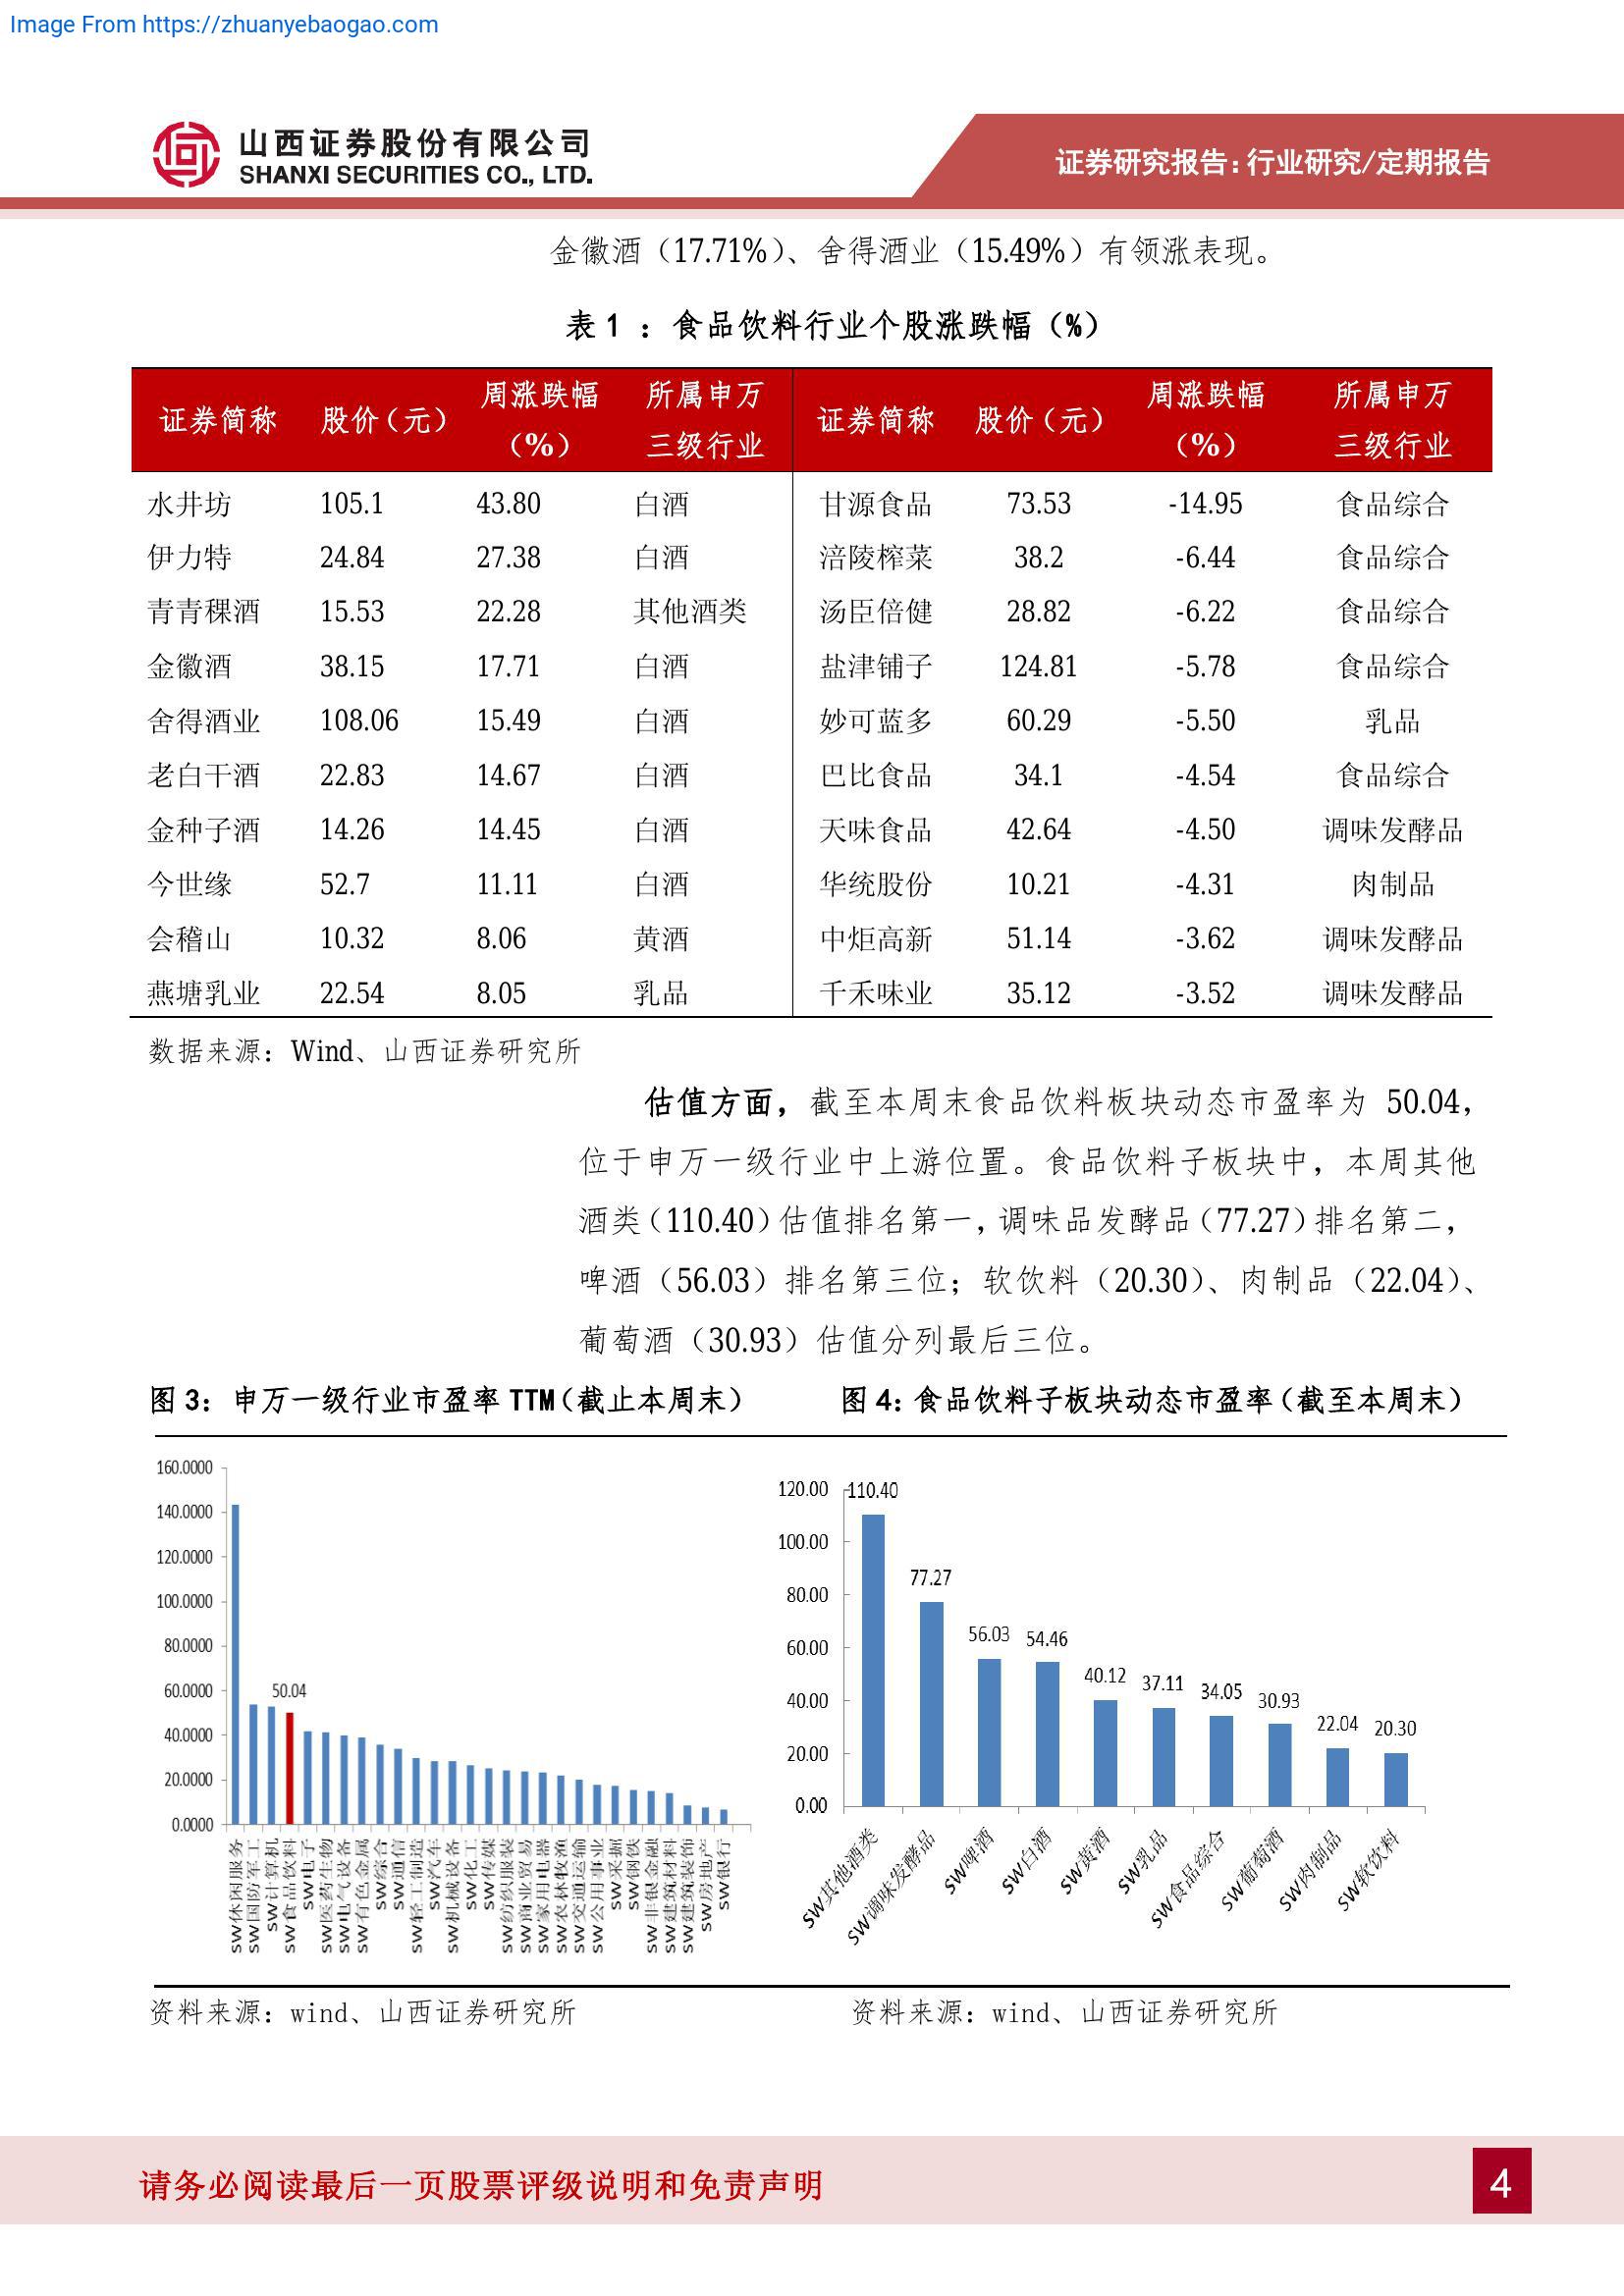 Image From https://zhuanyebaogao.com
山西证券股份有限公司
SHANXI SECURITIES CO., LTD.
证券研究报告：行业研究/定期报告
金徽酒（17.71%）、舍得酒业（15.49%）有领涨表现。
表 1 ：食品饮料行业个股涨跌幅（%）
证券简称 股价（元） 周涨跌幅（%） 所属申万三级行业 证券简称 股价（元） 周涨跌幅（%） 所属申万三级行业
水井坊 105.1 43.80 白酒 甘源食品 73.53 -14.95 食品综合
伊力特 24.84 27.38 白酒 涪陵榨菜 38.2 -6.44 食品综合
青青稞酒 15.53 22.28 其他酒类 汤臣倍健 28.82 -6.22 食品综合
金徽酒 38.15 17.71 白酒 盐津铺子 124.81 -5.78 食品综合
舍得酒业 108.06 15.49 白酒 妙可蓝多 60.29 -5.50 乳品
老白干酒 22.83 14.67 白酒 巴比食品 34.1 -4.54 食品综合
金种子酒 14.26 14.45 白酒 天味食品 42.64 -4.50 调味发酵品
今世缘 52.7 11.11 白酒 华统股份 10.21 -4.31 肉制品
会稽山 10.32 8.06 黄酒 中炬高新 51.14 -3.62 调味发酵品
燕塘乳业 22.54 8.05 乳品 千禾味业 35.12 -3.52 调味发酵品
数据来源：Wind、山西证券研究所
估值方面，截至本周末食品饮料板块动态市盈率为 50.04，
位于申万一级行业中上游位置。食品饮料子板块中，本周其他
酒类（110.40）估值排名第一，调味品发酵品（77.27）排名第二，
啤酒（56.03）排名第三位；软饮料（20.30）、肉制品（22.04）、
葡萄酒（30.93）估值分列最后三位。
图 3：申万一级行业市盈率 TTM（截止本周末）
160.0000
140.0000
120.0000
100.0000
80.0000
60.0000
40.0000
20.0000
0.0000
50.04
SW休闲服务
SW国防军工
SW计算机
SW食品饮料
SW电子
SW医药生物
SW电气设备
SW有色金属
SW综合
SW通信
SW轻工制造
SW汽车
SW机械设备
SW化工
SW传媒
SW纺织服装
SW商业贸易
SW家用电器
SW农林牧渔
SW交通运输
SW公用事业
SW采掘
SW钢铁
SW非银金融
SW建筑材料
SW建筑装饰
SW房地产
SW银行
图 4：食品饮料子板块动态市盈率（截至本周末）
120.00
100.00
80.00
60.00
40.00
20.00
0.00
110.40
77.27
56.03
54.46
40.12
37.11
34.05
30.93
22.04
20.30
SW其他酒类
SW调味发酵品
SW啤酒
SW白酒
SW黄酒
SW乳品
SW食品综合
SW葡萄酒
SW肉制品
SW软饮料
资料来源：wind、山西证券研究所
资料来源：wind、山西证券研究所
请务必阅读最后一页股票评级说明和免责声明
4